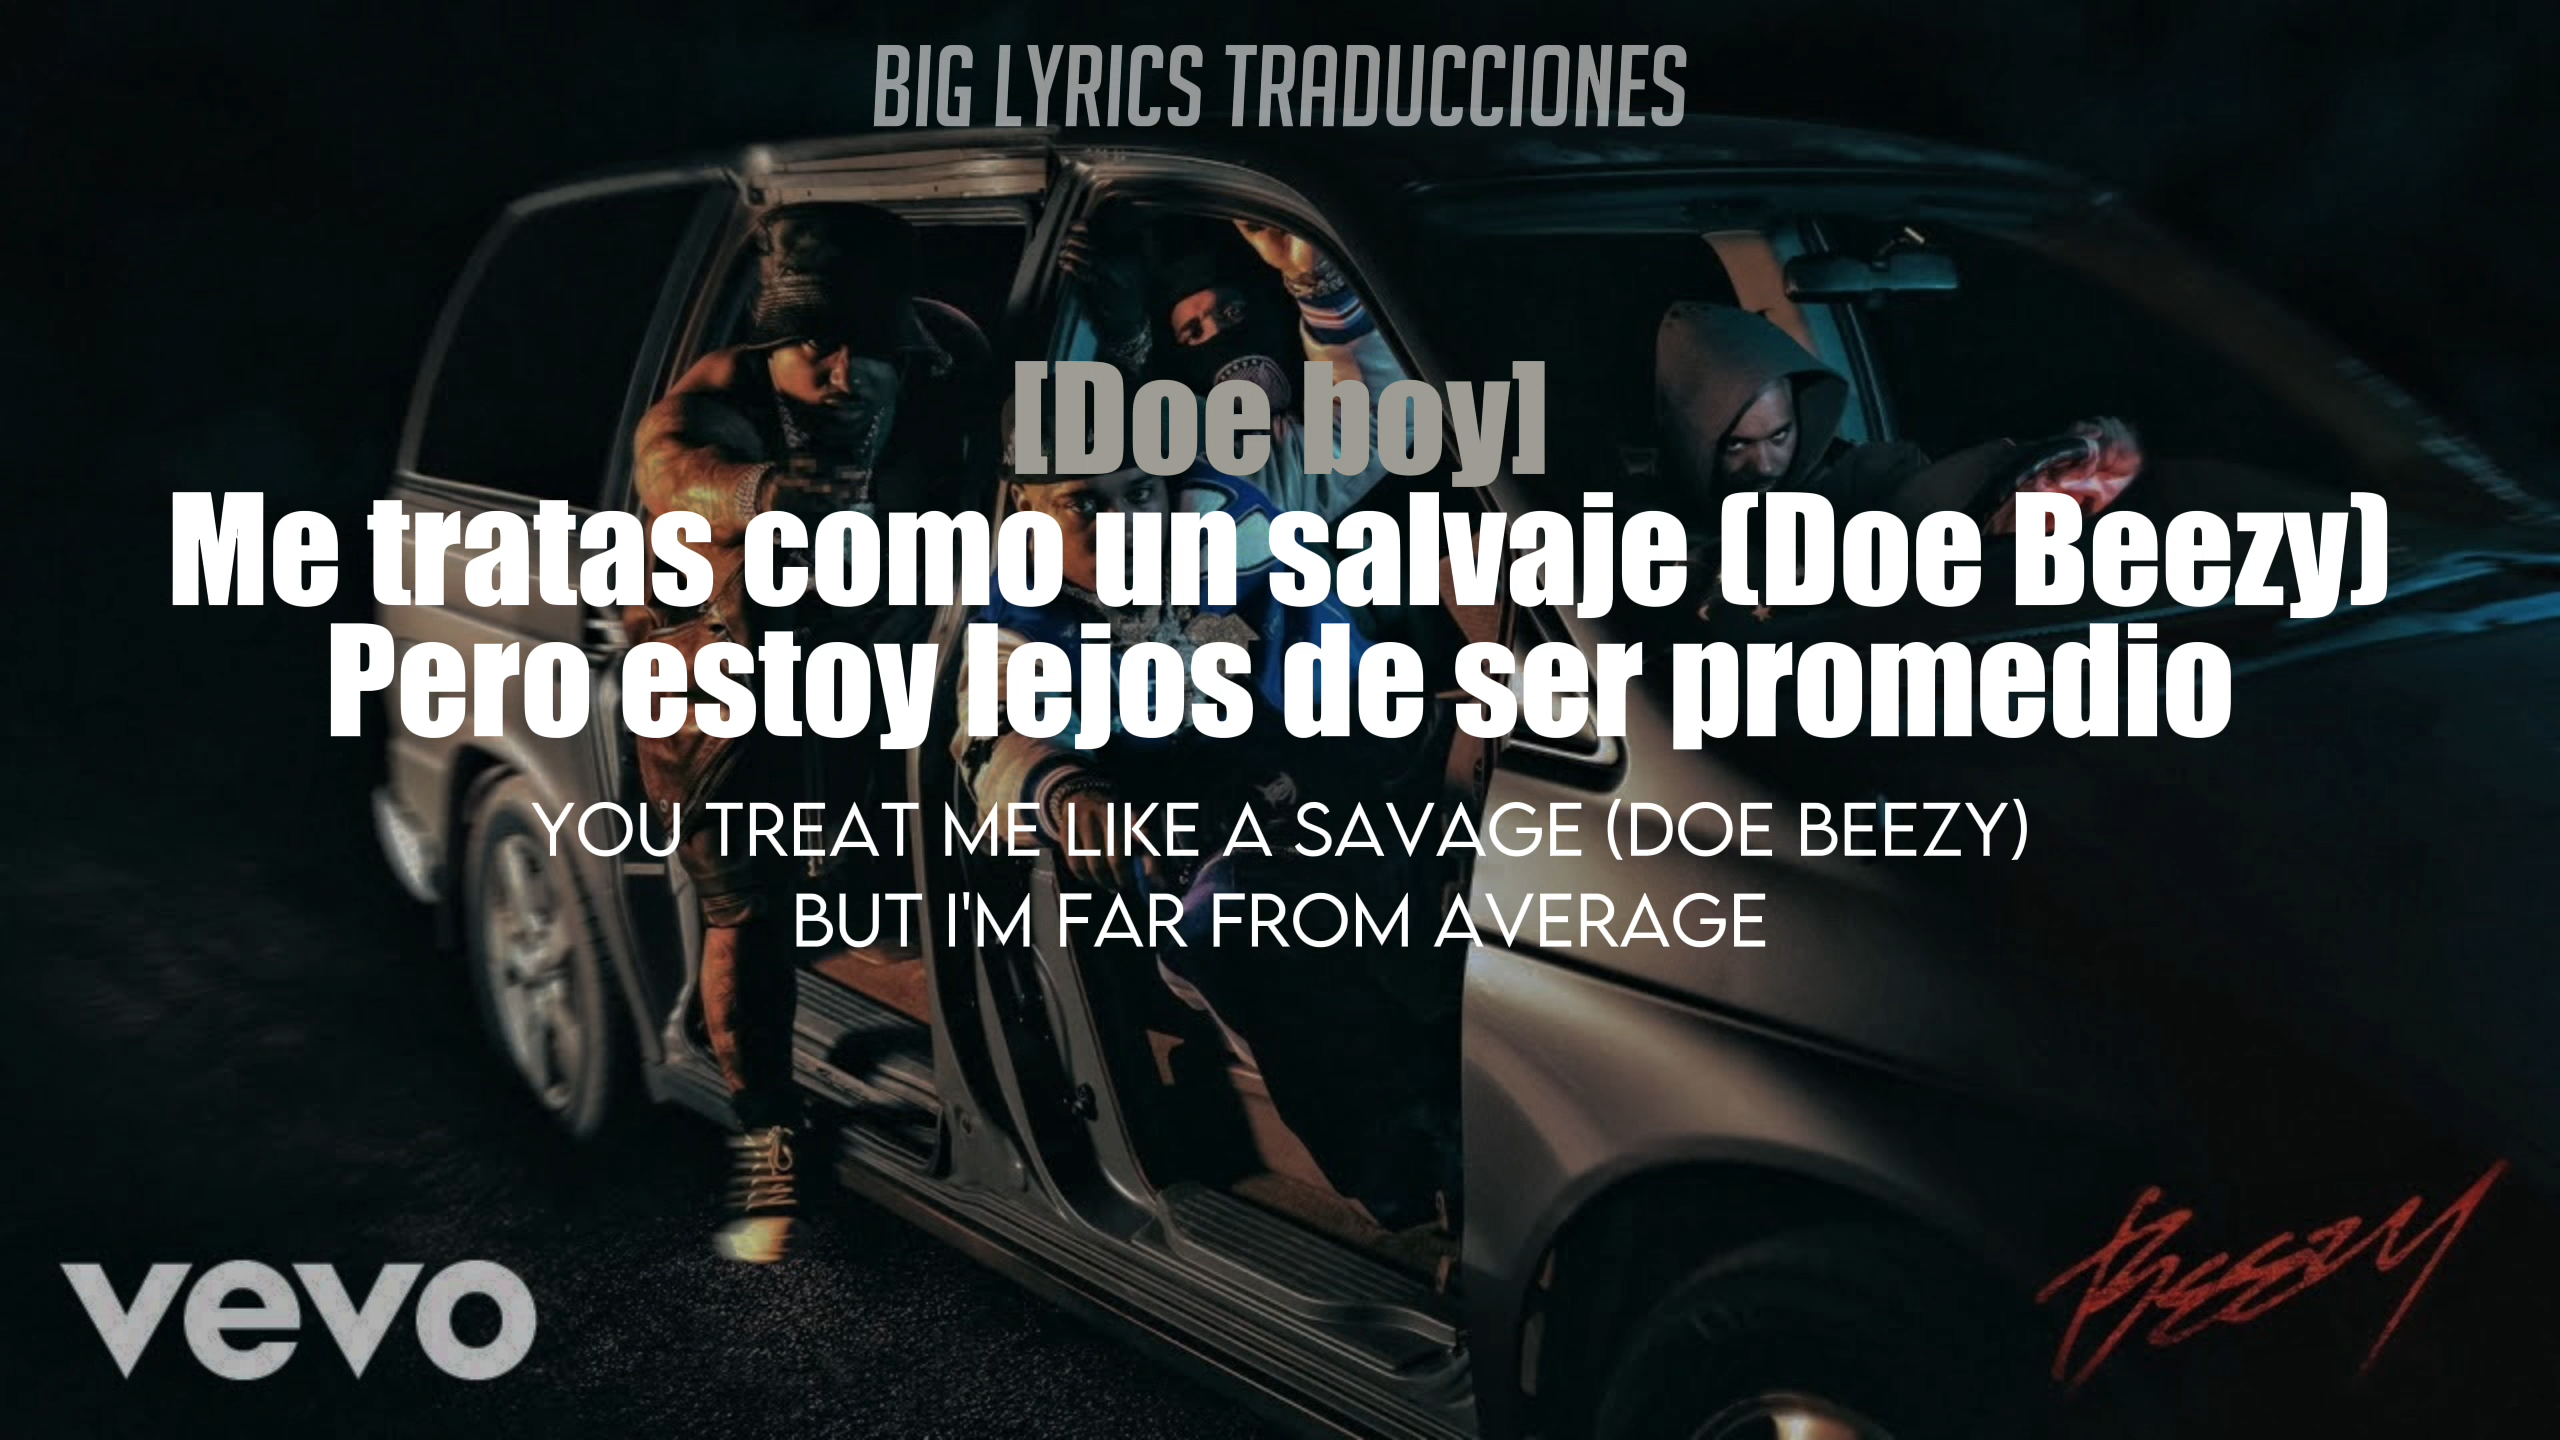 BIG LYRICS TRADUCCIONES
[Doe boy]
Me tratas como un salvaje (Doe Beezy)
Pero estoy lejos de ser promedio
YOU TREAT ME LIKE A SAVAGE (DOE BEEZY)
BUT I'M FAR FROM AVERAGE
vevo